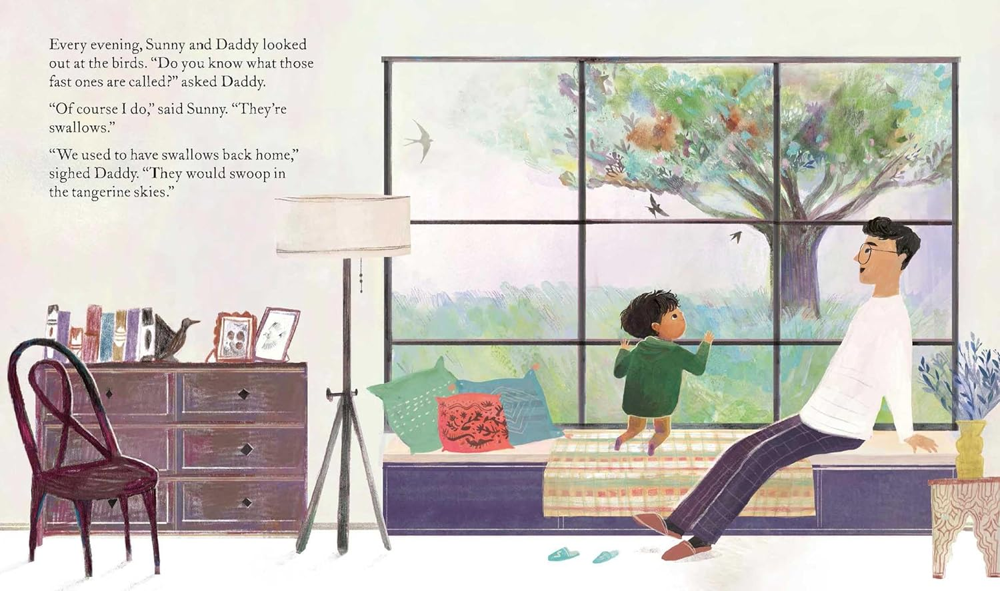 Every evening, Sunny and Daddy looked
out at the birds. “Do you know what those
fast ones are called?” asked Daddy.
“Of course I do,” said Sunny. “They’re
swallows.”
“We used to have swallows back home,”
sighed Daddy. “They would swoop in
the tangerine skies.”